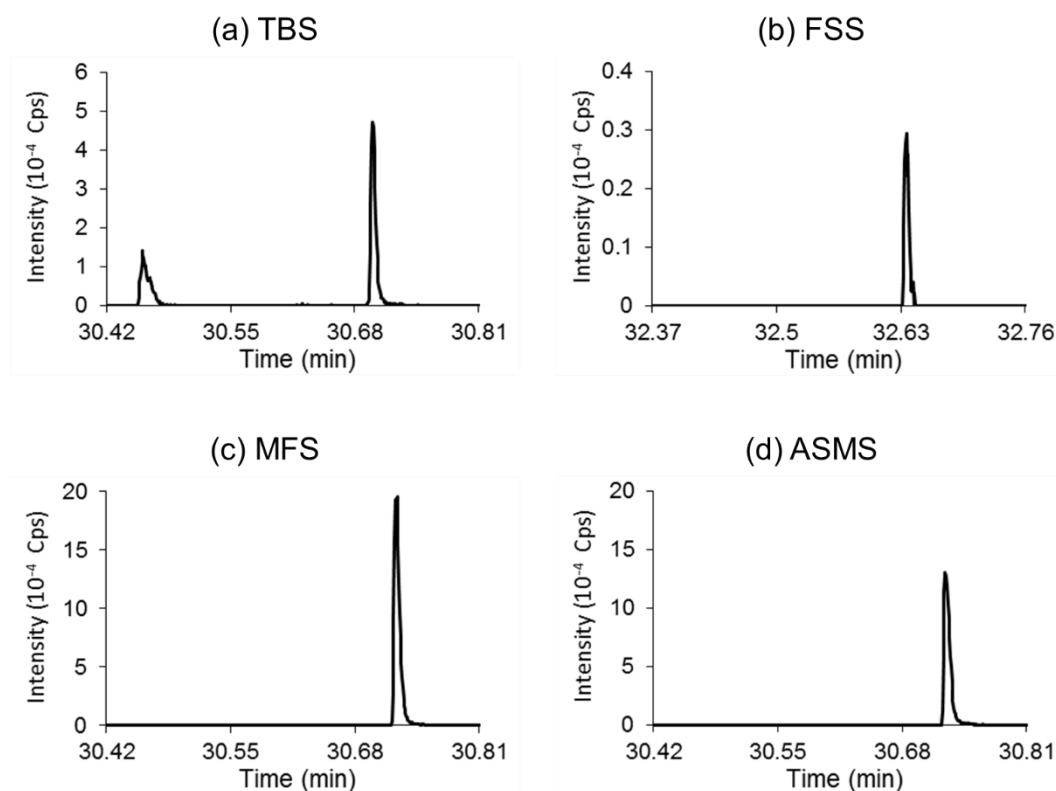 (a) TBS
(b) FSS
Intensity (10⁻⁴ Cps)
6
5
4
3
2
1
0
30.42 30.55 30.68 30.81
Time (min)
Intensity (10⁻⁴ Cps)
0.4
0.3
0.2
0.1
0
32.37 32.5 32.63 32.76
Time (min)
(c) MFS
(d) ASMS
Intensity (10⁻⁴ Cps)
20
15
10
5
0
30.42 30.55 30.68 30.81
Time (min)
Intensity (10⁻⁴ Cps)
20
15
10
5
0
30.42 30.55 30.68 30.81
Time (min)